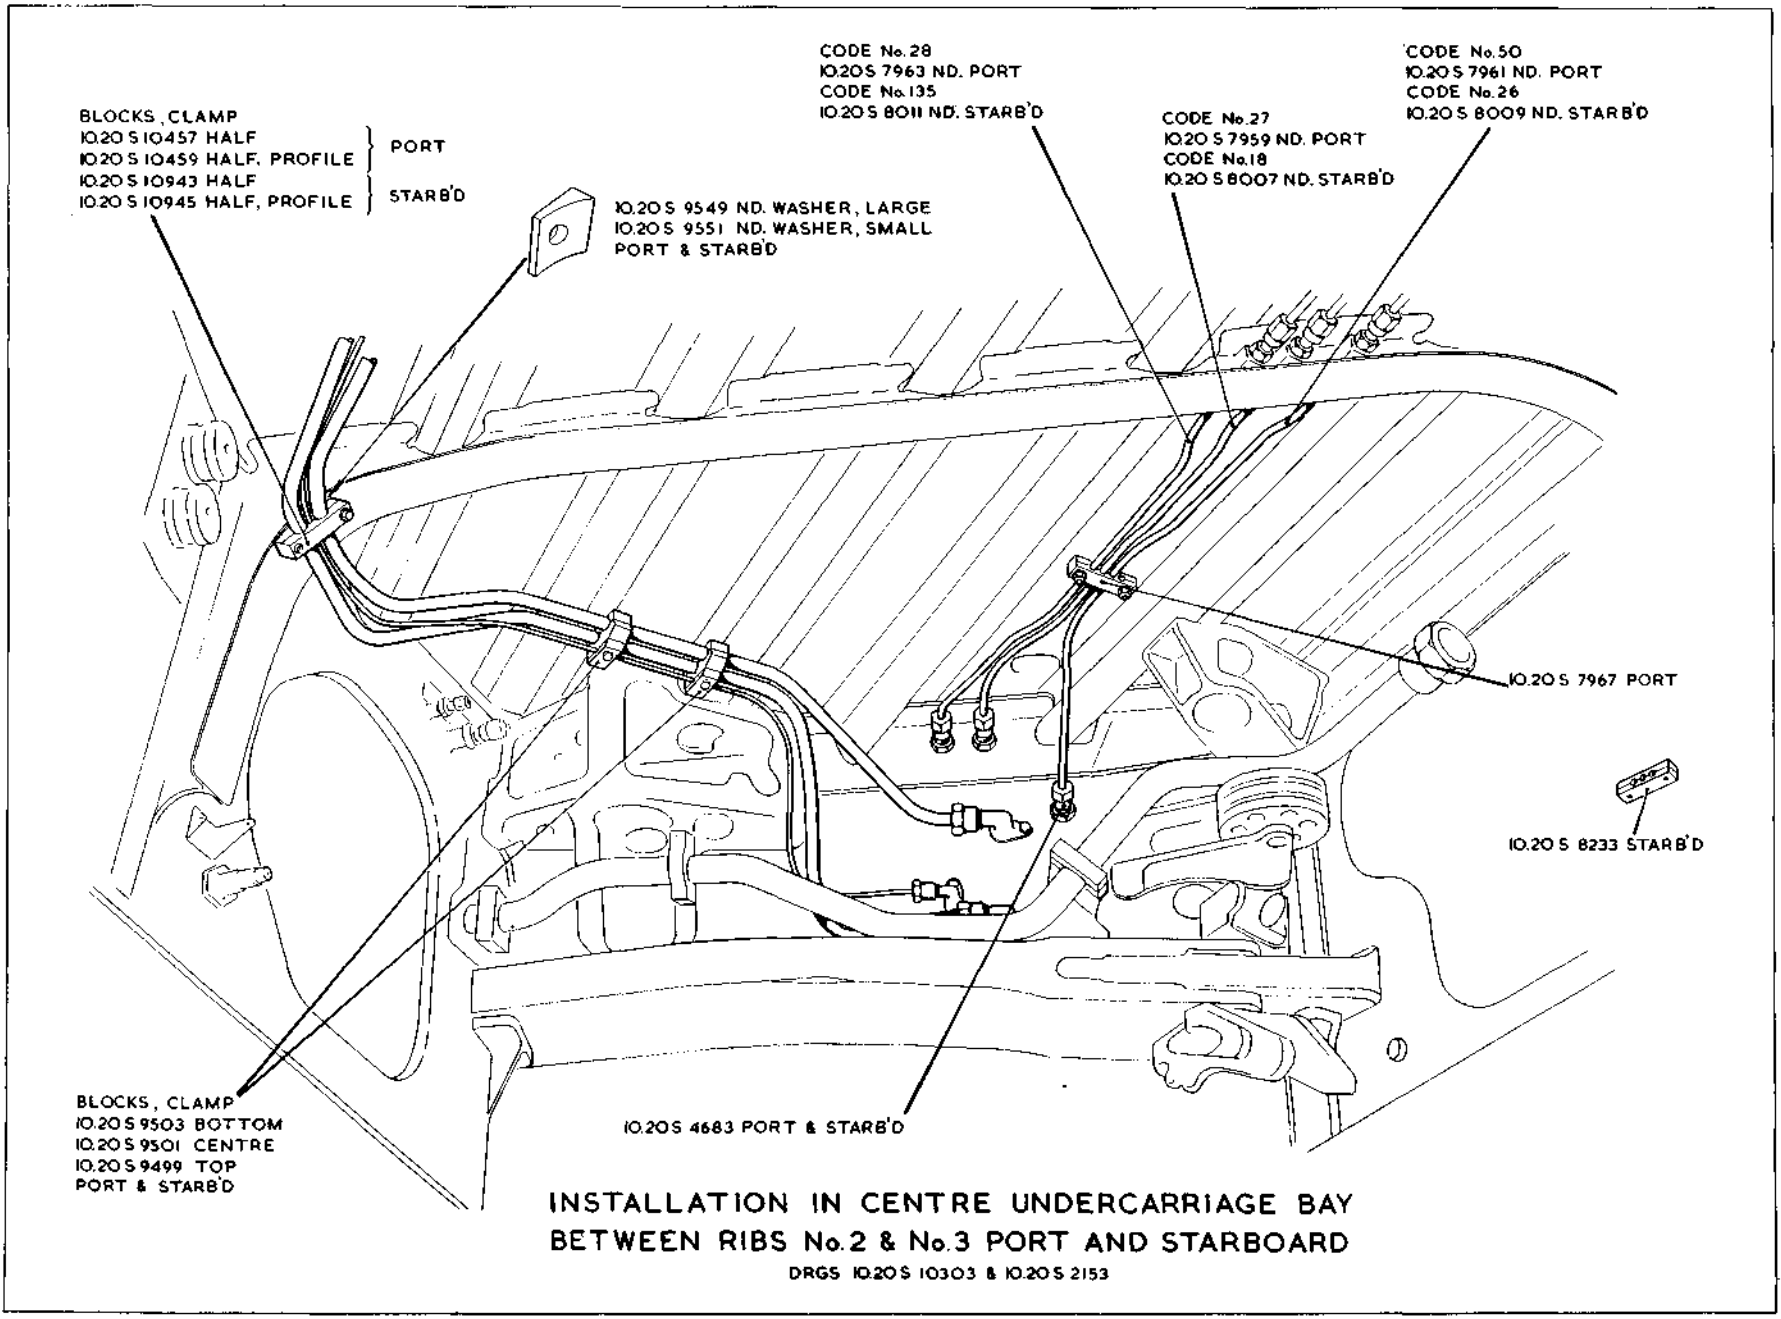 CODE No.28
10.20 S 7963 ND. PORT
CODE No.135
10.20 S 8011 ND. STARB'D
CODE No.50
10.20 S 7961 ND. PORT
CODE No.26
10.20 S 8009 ND. STARB'D
CODE No.27
10.20 S 7959 ND. PORT
CODE No.18
10.20 S 8007 ND. STARB'D
BLOCKS, CLAMP
10.20 S 10457 HALF
10.20 S 10459 HALF, PROFILE
PORT
10.20 S 10943 HALF
10.20 S 10945 HALF, PROFILE
STARB'D
10.20 S 9549 ND. WASHER, LARGE
10.20 S 9551 ND. WASHER, SMALL
PORT & STARB'D
10.20 S 7967 PORT
10.20 S 8233 STARB'D
BLOCKS, CLAMP
10.20 S 9503 BOTTOM
10.20 S 9501 CENTRE
10.20 S 9499 TOP
PORT & STARB'D
10.20 S 4683 PORT & STARB'D
INSTALLATION IN CENTRE UNDERCARRIAGE BAY
BETWEEN RIBS No.2 & No.3 PORT AND STARBOARD
DRGS 10.20 S 10303 & 10.20 S 2153